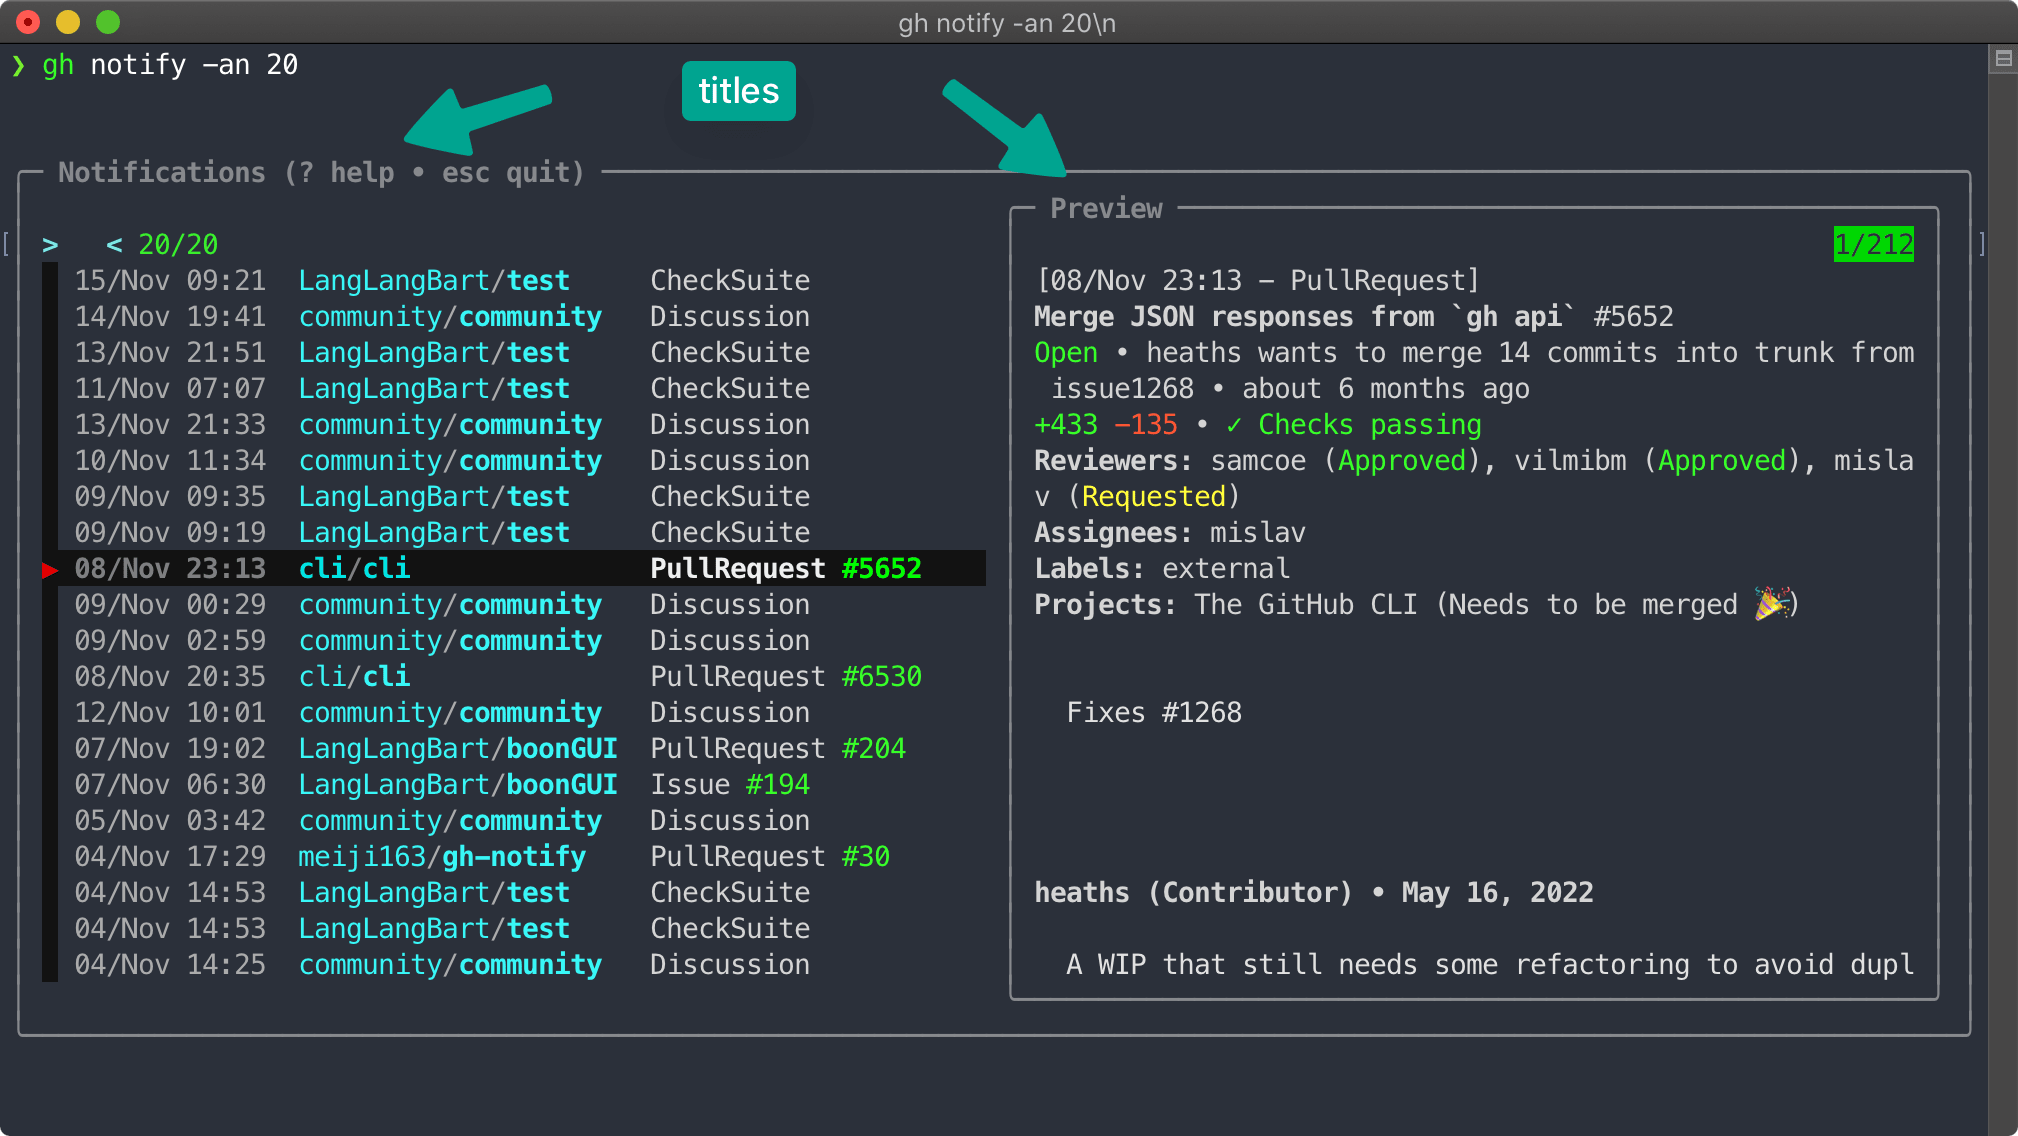 gh notify -an 20\n
❯ gh notify -an 20
titles
Notifications (? help • esc quit)
Preview
> < 20/20
1/212
15/Nov 09:21 LangLangBart/test CheckSuite
14/Nov 19:41 community/community Discussion
13/Nov 21:51 LangLangBart/test CheckSuite
11/Nov 07:07 LangLangBart/test CheckSuite
13/Nov 21:33 community/community Discussion
10/Nov 11:34 community/community Discussion
09/Nov 09:35 LangLangBart/test CheckSuite
09/Nov 09:19 LangLangBart/test CheckSuite
▶ 08/Nov 23:13 cli/cli PullRequest #5652
09/Nov 00:29 community/community Discussion
09/Nov 02:59 community/community Discussion
08/Nov 20:35 cli/cli PullRequest #6530
12/Nov 10:01 community/community Discussion
07/Nov 19:02 LangLangBart/boonGUI PullRequest #204
07/Nov 06:30 LangLangBart/boonGUI Issue #194
05/Nov 03:42 community/community Discussion
04/Nov 17:29 meiji163/gh-notify PullRequest #30
04/Nov 14:53 LangLangBart/test CheckSuite
04/Nov 14:53 LangLangBart/test CheckSuite
04/Nov 14:25 community/community Discussion
[08/Nov 23:13 - PullRequest]
Merge JSON responses from `gh api` #5652
Open • heaths wants to merge 14 commits into trunk from
issue1268 • about 6 months ago
+433 -135 • ✓ Checks passing
Reviewers: samcoe (Approved), vilmibm (Approved), misla
v (Requested)
Assignees: mislav
Labels: external
Projects: The GitHub CLI (Needs to be merged 🎉)
Fixes #1268
heaths (Contributor) • May 16, 2022
A WIP that still needs some refactoring to avoid dupl